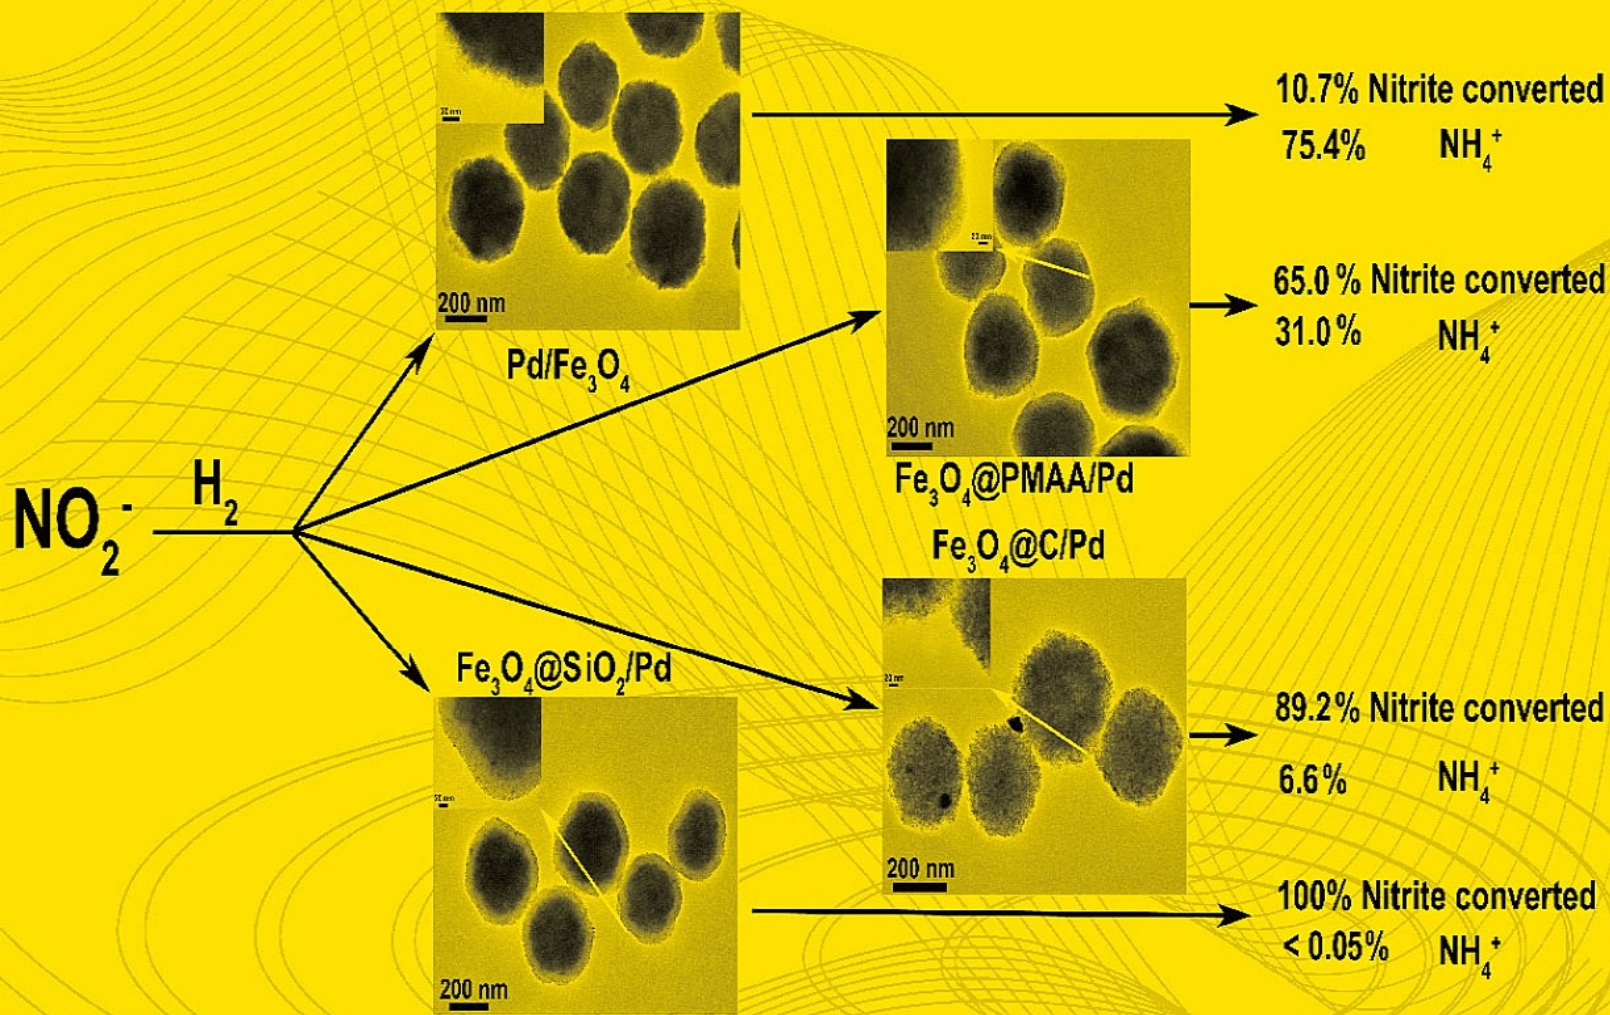 10.7% Nitrite converted
75.4% NH₄⁺
200 nm
Pd/Fe₃O₄
65.0 % Nitrite converted
31.0 % NH₄⁺
200 nm
Fe₃O₄@PMAA/Pd
NO₂⁻
H₂
Fe₃O₄@C/Pd
Fe₃O₄@SiO₂/Pd
20 nm
89.2% Nitrite converted
6.6% NH₄⁺
200 nm
100% Nitrite converted
< 0.05% NH₄⁺
200 nm